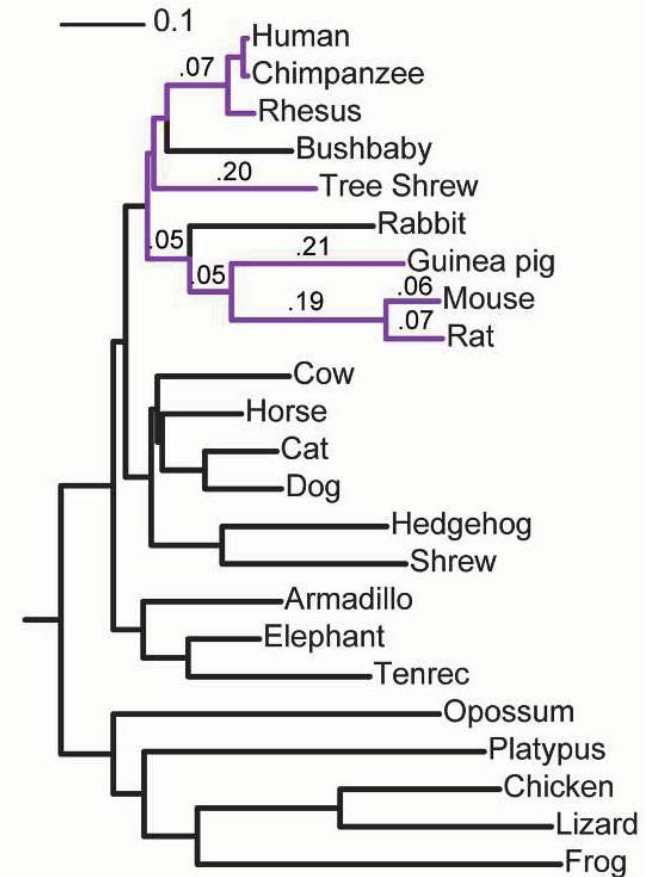 0.1
Human
.07
Chimpanzee
Rhesus
Bushbaby
.20
Tree Shrew
Rabbit
.05
.21
Guinea pig
.05
.06
Mouse
.19
.07
Rat
Cow
Horse
Cat
Dog
Hedgehog
Shrew
Armadillo
Elephant
Tenrec
Opossum
Platypus
Chicken
Lizard
Frog